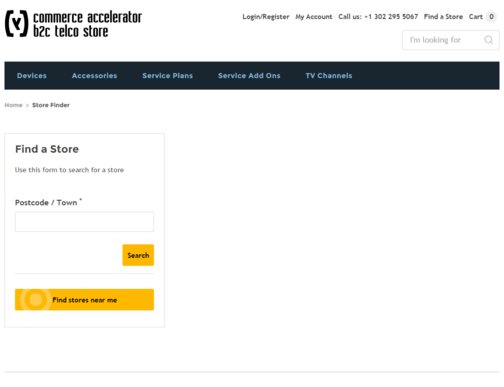 commerce accelerator
b2c telco store
Login/Register My Account Call us: +1 302 295 5067 Find a Store Cart 0
I'm looking for
Devices Accessories Service Plans Service Add Ons TV Channels
Home » Store Finder
Find a Store
Use this form to search for a store
Postcode / Town *
Search
Find stores near me